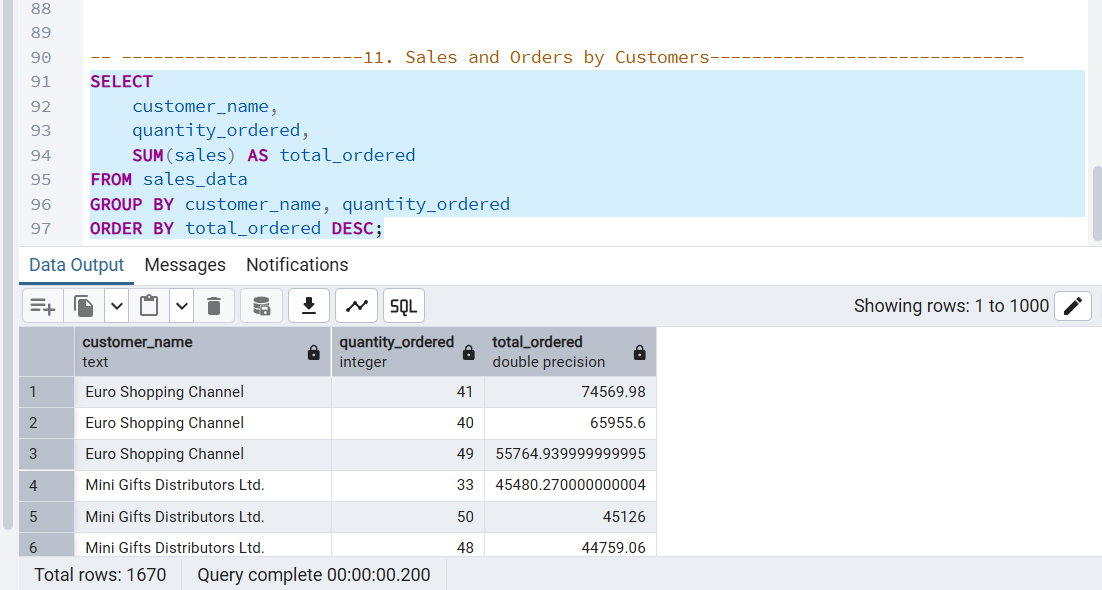 88
89
90 -- -----------------------11. Sales and Orders by Customers------------------------------
91 SELECT
92 customer_name,
93 quantity_ordered,
94 SUM(sales) AS total_ordered
95 FROM sales_data
96 GROUP BY customer_name, quantity_ordered
97 ORDER BY total_ordered DESC;
Data Output Messages Notifications
SQL Showing rows: 1 to 1000
customer_name quantity_ordered total_ordered
text integer double precision
1 Euro Shopping Channel 41 74569.98
2 Euro Shopping Channel 40 65955.6
3 Euro Shopping Channel 49 55764.939999999995
4 Mini Gifts Distributors Ltd. 33 45480.270000000004
5 Mini Gifts Distributors Ltd. 50 45126
6 Mini Gifts Distributors Ltd. 48 44759.06
Total rows: 1670 Query complete 00:00:00.200